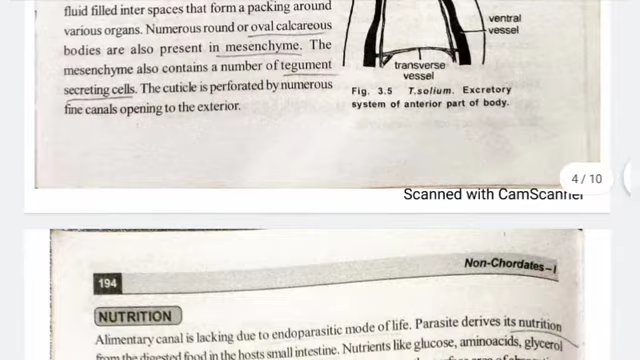 fluid filled inter spaces that form a packing around
various organs. Numerous round or oval calcareous
bodies are also present in mesenchyme. The
mesenchyme also contains a number of tegument
secreting cells. The cuticle is perforated by numerous
fine canals opening to the exterior.
ventral
vessel
transverse
vessel
Fig. 3.5 T.solium. Excretory
system of anterior part of body.
4 / 10
Scanned with CamScanner
194
Non-Chordates–I
NUTRITION
Alimentary canal is lacking due to endoparasitic mode of life. Parasite derives its nutrition
from the digested food in the hosts small intestine. Nutrients like glucose, aminoacids, glycerol